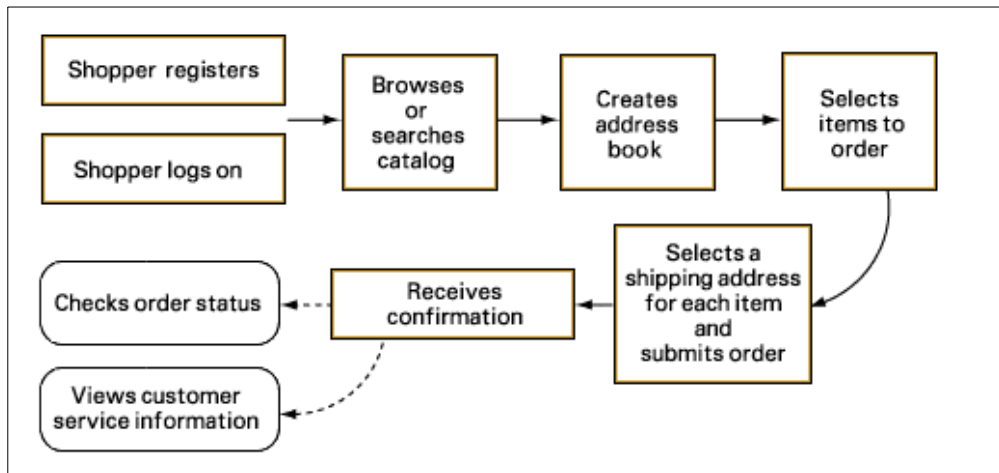 Shopper registers
Shopper logs on
Browses
or
searches
catalog
Creates
address
book
Selects
items to
order
Selects a
shipping address
for each item
and
submits order
Receives
confirmation
Checks order status
Views customer
service information